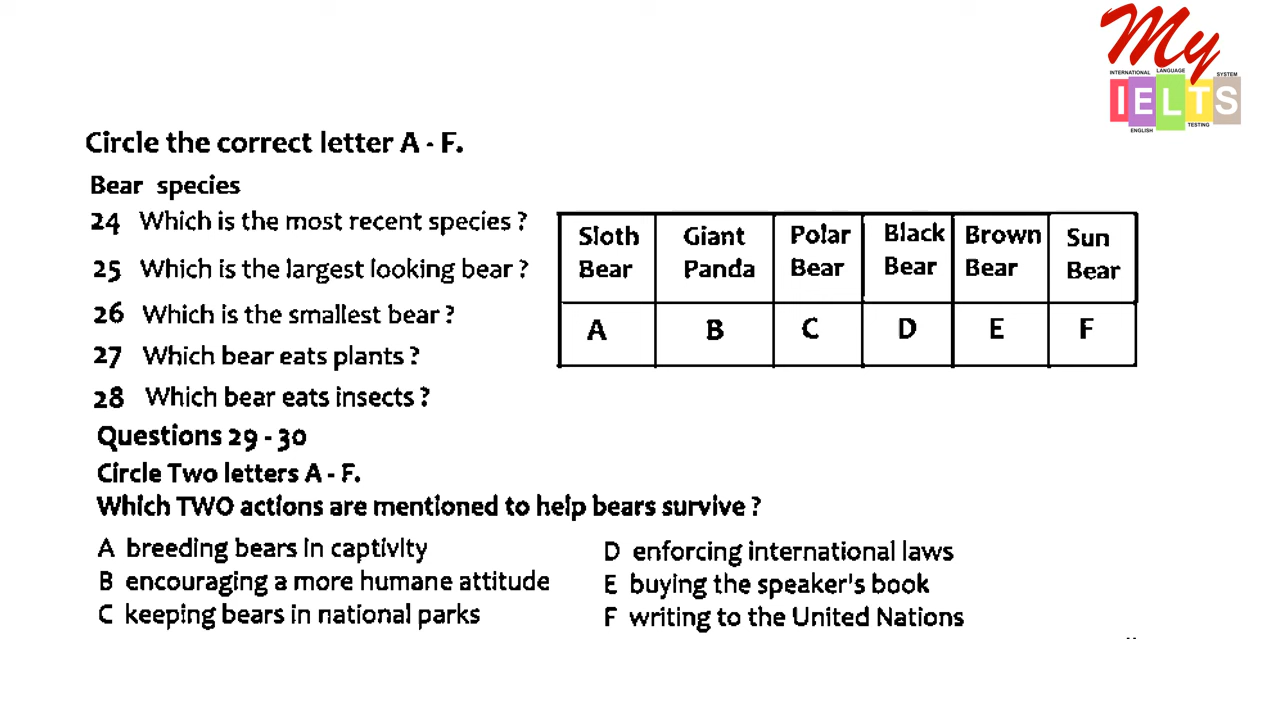 My
INTERNATIONAL LANGUAGE SYSTEM
IELTS
ENGLISH TESTING
Circle the correct letter A - F.
Bear species
24 Which is the most recent species ?
25 Which is the largest looking bear ?
26 Which is the smallest bear ?
27 Which bear eats plants ?
28 Which bear eats insects ?
Sloth Bear Giant Panda Polar Bear Black Bear Brown Bear Sun Bear
A B C D E F
Questions 29 - 30
Circle Two letters A - F.
Which TWO actions are mentioned to help bears survive ?
A breeding bears in captivity
B encouraging a more humane attitude
C keeping bears in national parks
D enforcing international laws
E buying the speaker's book
F writing to the United Nations